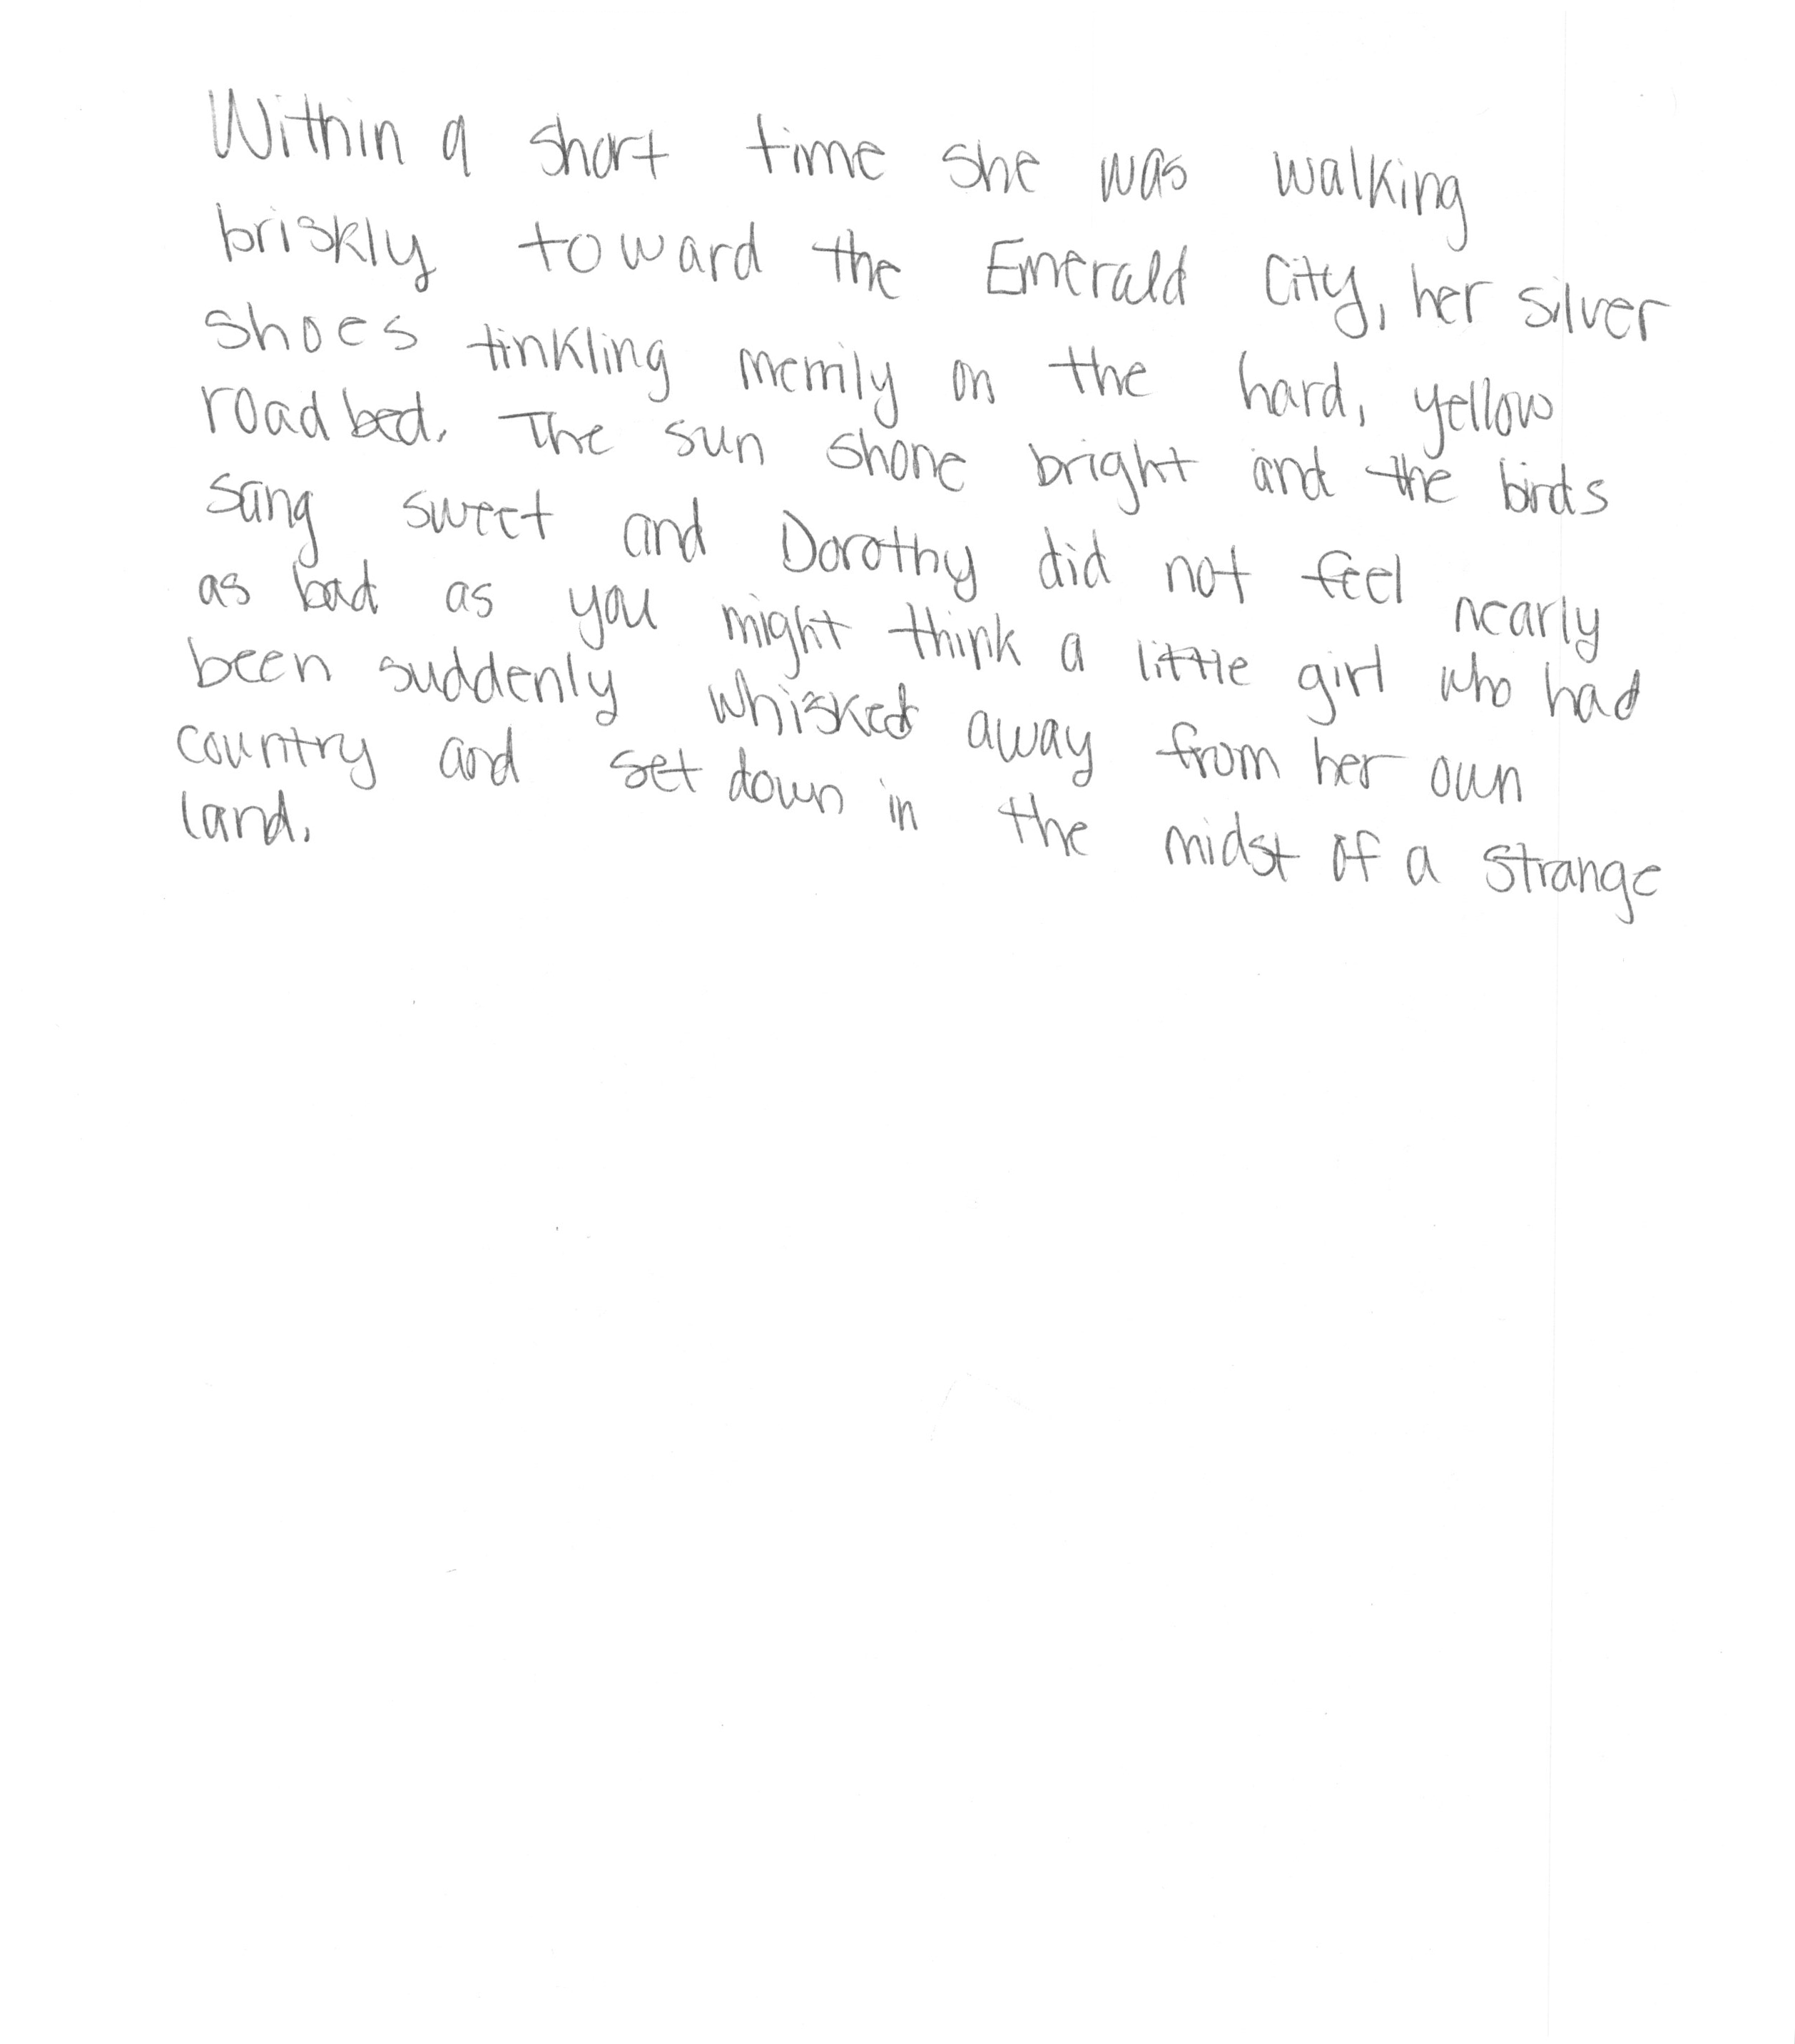 Within a short time she was walking
briskly toward the Emerald City, her silver
shoes tinkling merrily on the hard, yellow
road bed. The sun shone bright and the birds
sang sweet and Dorothy did not feel nearly
as bad as you might think a little girl who had
been suddenly whisked away from her own
country and set down in the midst of a strange
land.